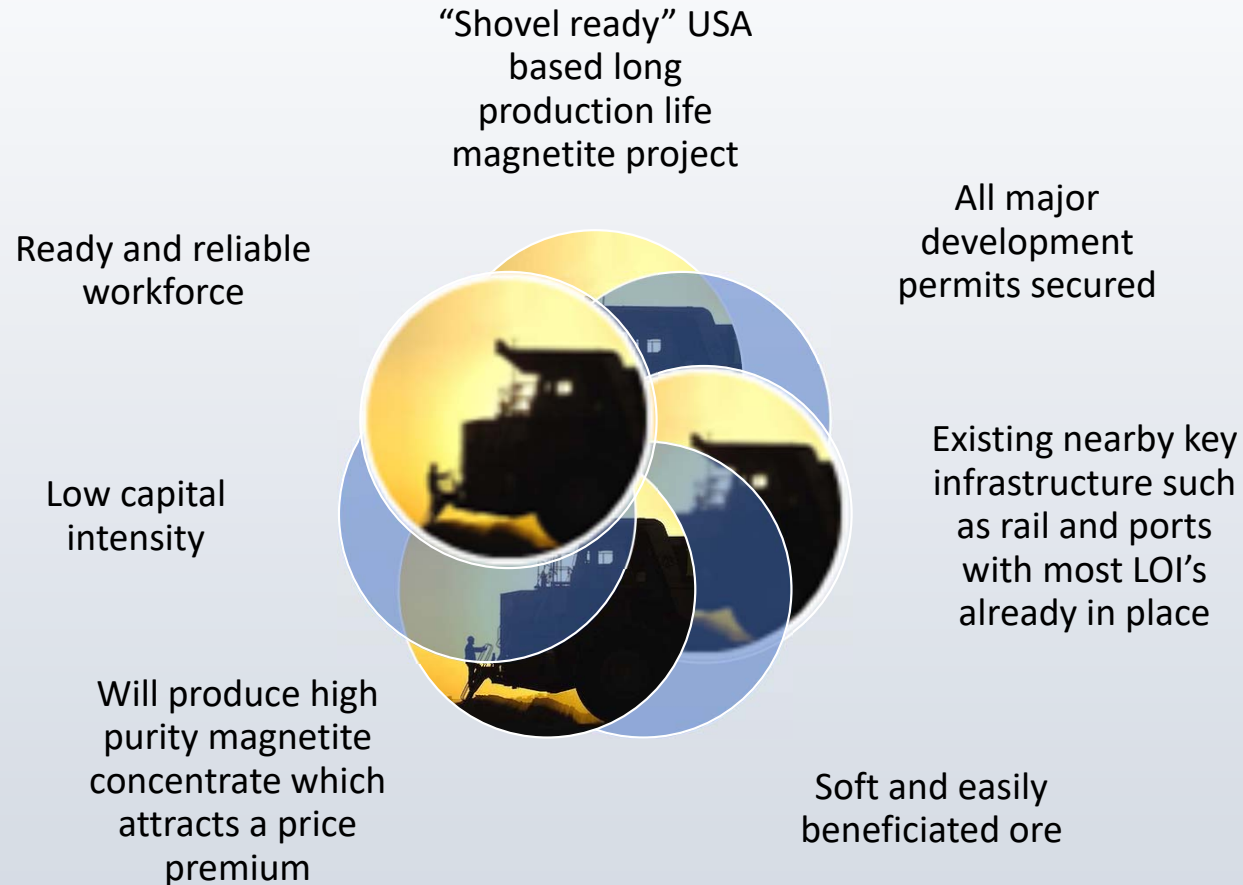 “Shovel ready” USA
based long
production life
magnetite project
All major
development
permits secured
Existing nearby key
infrastructure such
as rail and ports
with most LOI’s
already in place
Soft and easily
beneficiated ore
Will produce high
purity magnetite
concentrate which
attracts a price
premium
Low capital
intensity
Ready and reliable
workforce